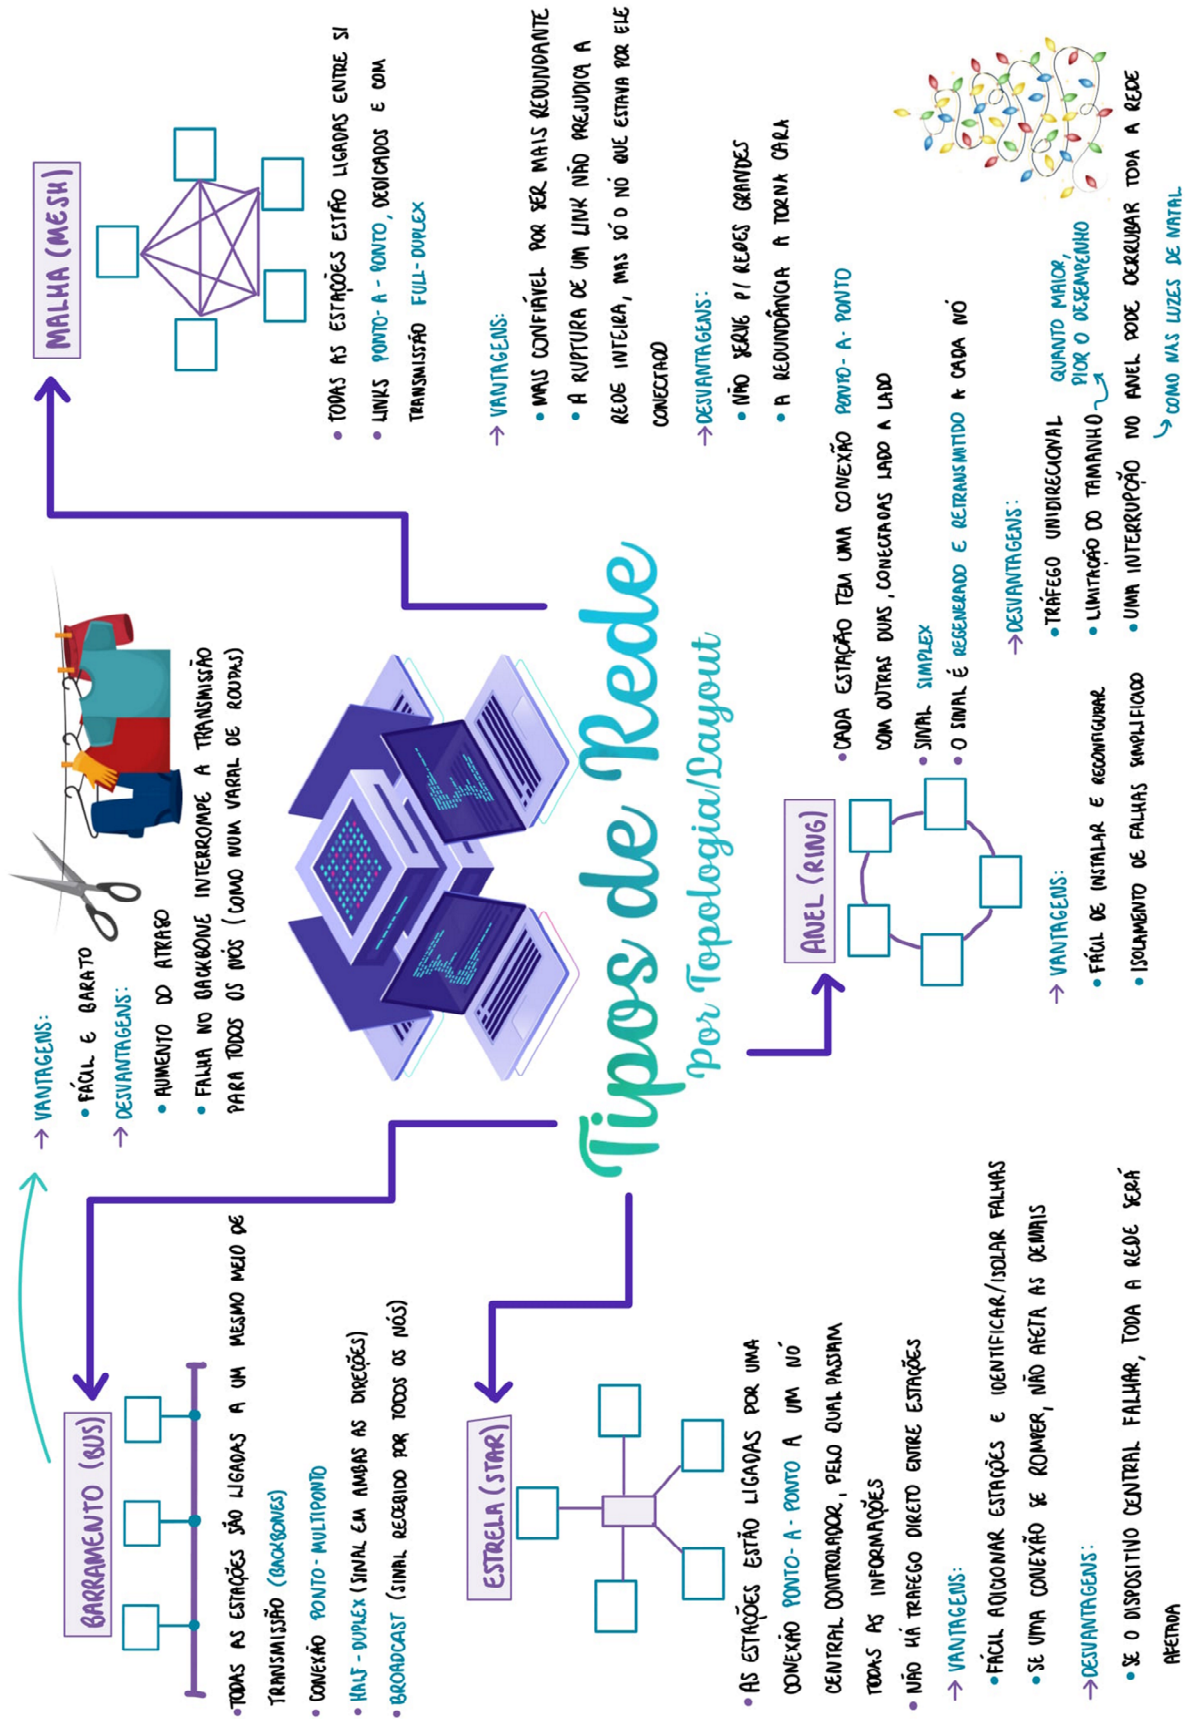 Tipos de Rede
Por Topologia/Layout
BARRAMENTO (BUS)
• TODAS AS ESTAÇÕES SÃO LIGADAS A UM MESMO MEIO DE
TRANSMISSÃO (BACKBONES)
• CONEXÃO PONTO-MULTIPONTO
• HALF-DUPLEX (SINAL EM AMBAS AS DIREÇÕES)
• BROADCAST (SINAL RECEBIDO POR TODOS OS NÓS)
→ VANTAGENS:
• FÁCIL E BARATO
→ DESVANTAGENS:
• AUMENTO DO ATRASO
• FALHA NO BACKBONE INTERROMPE A TRANSMISSÃO
PARA TODOS OS NÓS (COMO NUM VARAL DE ROUPAS)
MALHA (MESH)
• TODAS AS ESTAÇÕES ESTÃO LIGADAS ENTRE SI
• LINKS PONTO-A-PONTO, DEDICADOS E COM
TRANSMISSÃO FULL-DUPLEX
→ VANTAGENS:
• MAIS CONFIÁVEL POR SER MAIS REDUNDANTE
• A RUPTURA DE UM LINK NÃO PREJUDICA A
REDE INTEIRA, MAS SÓ O NÓ QUE ESTAVA POR ELE
CONECTADO
→ DESVANTAGENS:
• NÃO SERVE P/ REDES GRANDES
• A REDUNDÂNCIA A TORNA CARA
ESTRELA (STAR)
• AS ESTAÇÕES ESTÃO LIGADAS POR UMA
CONEXÃO PONTO-A-PONTO A UM NÓ
CENTRAL CONTROLADOR, PELO QUAL PASSAM
TODAS AS INFORMAÇÕES
• NÃO HÁ TRAFEGO DIRETO ENTRE ESTAÇÕES
→ VANTAGENS:
• FÁCIL ADICIONAR ESTAÇÕES E IDENTIFICAR/ISOLAR FALHAS
• SE UMA CONEXÃO SE ROMPER, NÃO AFETA AS DEMAIS
→ DESVANTAGENS:
• SE O DISPOSITIVO CENTRAL FALHAR, TODA A REDE SERÁ
AFETADA
ANEL (RING)
• CADA ESTAÇÃO TEM UMA CONEXÃO PONTO-A-PONTO
COM OUTRAS DUAS, CONECTADAS LADO A LADO
• SINAL SIMPLEX
• O SINAL É REGENERADO E RETRANSMITIDO A CADA NÓ
→ VANTAGENS:
• FÁCIL DE INSTALAR E RECONFIGURAR
• ISOLAMENTO DE FALHAS SIMPLIFICADO
→ DESVANTAGENS:
• TRÁFEGO UNIDIRECIONAL
• LIMITAÇÃO DO TAMANHO
QUANTO MAIOR,
PIOR O DESEMPENHO
• UMA INTERRUPÇÃO NO ANEL PODE DERRUBAR TODA A REDE
COMO NAS LUZES DE NATAL